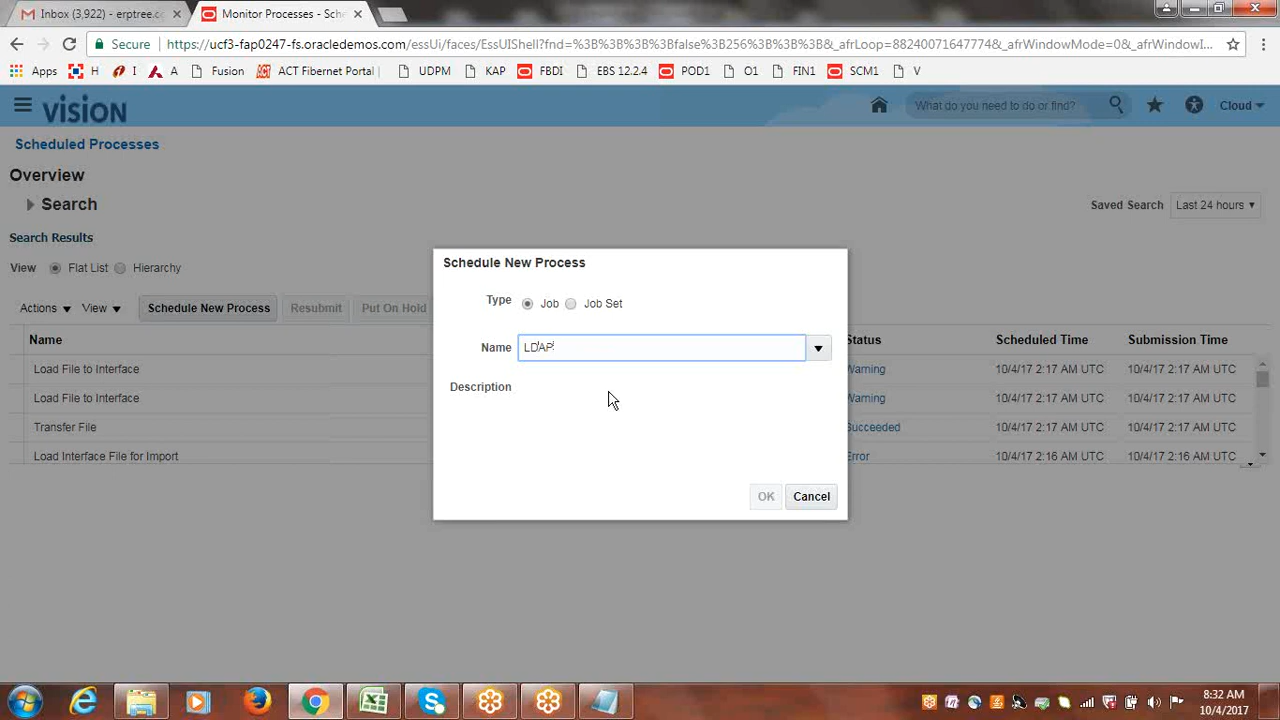 Inbox (3,922) - erptree.c
Monitor Processes - Sch
Secure
https://ucf3-fap0247-fs.oracledemos.com/essUi/faces/EssUIShell?fnd=%3B%3B%3B%3Bfalse%3B256%3B%3B%3B&_afrLoop=88240071647774&_afrWindowMode=0&_afrWindowI...
Apps H I A Fusion ACT Fibernet Portal UDPM KAP FBDI EBS 12.2.4 POD1 O1 FIN1 SCM1 V
VISION
What do you need to do or find?
Cloud
Scheduled Processes
Overview
Search
Saved Search Last 24 hours
Search Results
View Flat List Hierarchy
Actions View Schedule New Process Resubmit Put On Hold
Name Status Scheduled Time Submission Time
Load File to Interface Warning 10/4/17 2:17 AM UTC 10/4/17 2:17 AM UTC
Load File to Interface Warning 10/4/17 2:17 AM UTC 10/4/17 2:17 AM UTC
Transfer File Succeeded 10/4/17 2:17 AM UTC 10/4/17 2:17 AM UTC
Load Interface File for Import Error 10/4/17 2:16 AM UTC 10/4/17 2:16 AM UTC
Schedule New Process
Type Job Job Set
Name LDAP
Description
OK Cancel
8:32 AM
10/4/2017